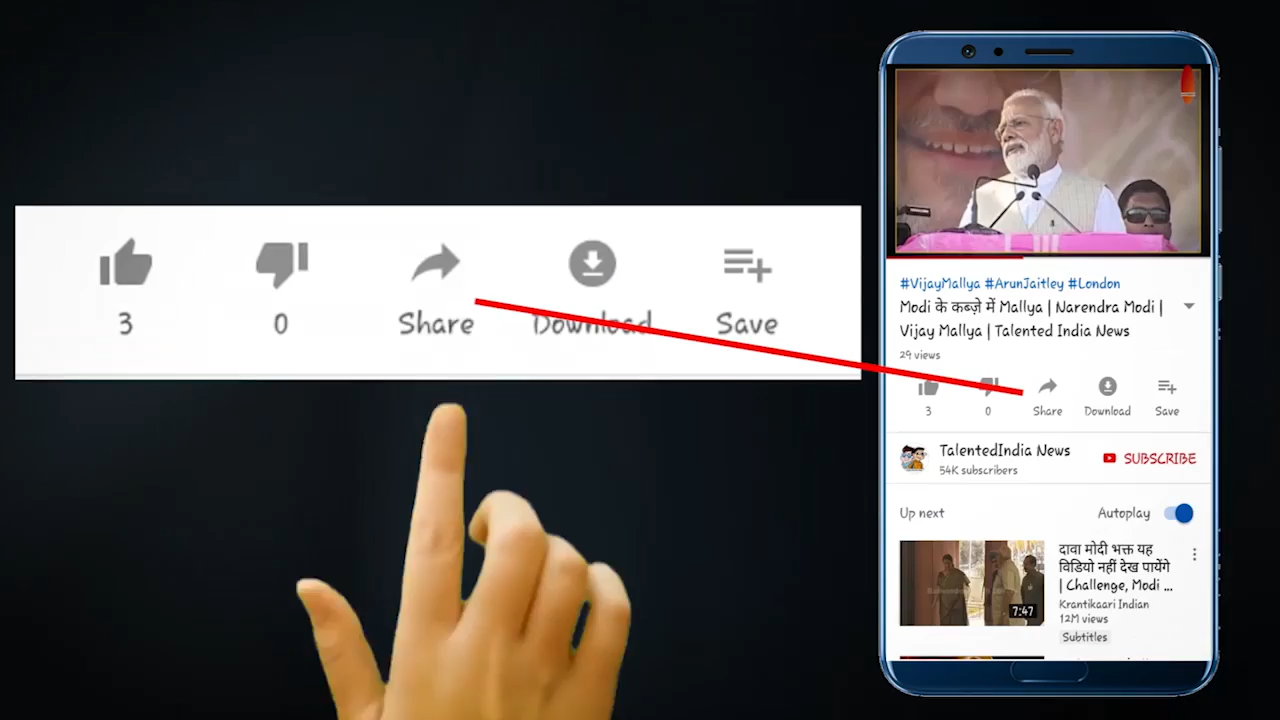 3
0
Share
Download
Save
#VijayMallya #ArunJaitley #London
Modi के कब्ज़े में Mallya | Narendra Modi |
Vijay Mallya | Talented India News
29 views
3
0
Share
Download
Save
TalentedIndia News
54K subscribers
SUBSCRIBE
Up next
Autoplay
7:47
दावा मोदी भक्त यह
विडियो नहीं देख पायेंगे
| Challenge, Modi ...
Krantikaari Indian
12M views
Subtitles